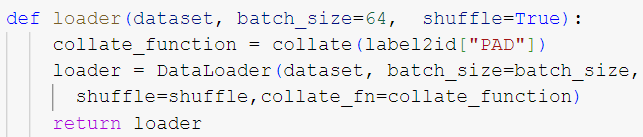 def loader(dataset, batch_size=64,  shuffle=True):
    collate_function = collate(label2id["PAD"])
    loader = DataLoader(dataset, batch_size=batch_size,
      shuffle=shuffle,collate_fn=collate_function)
    return loader